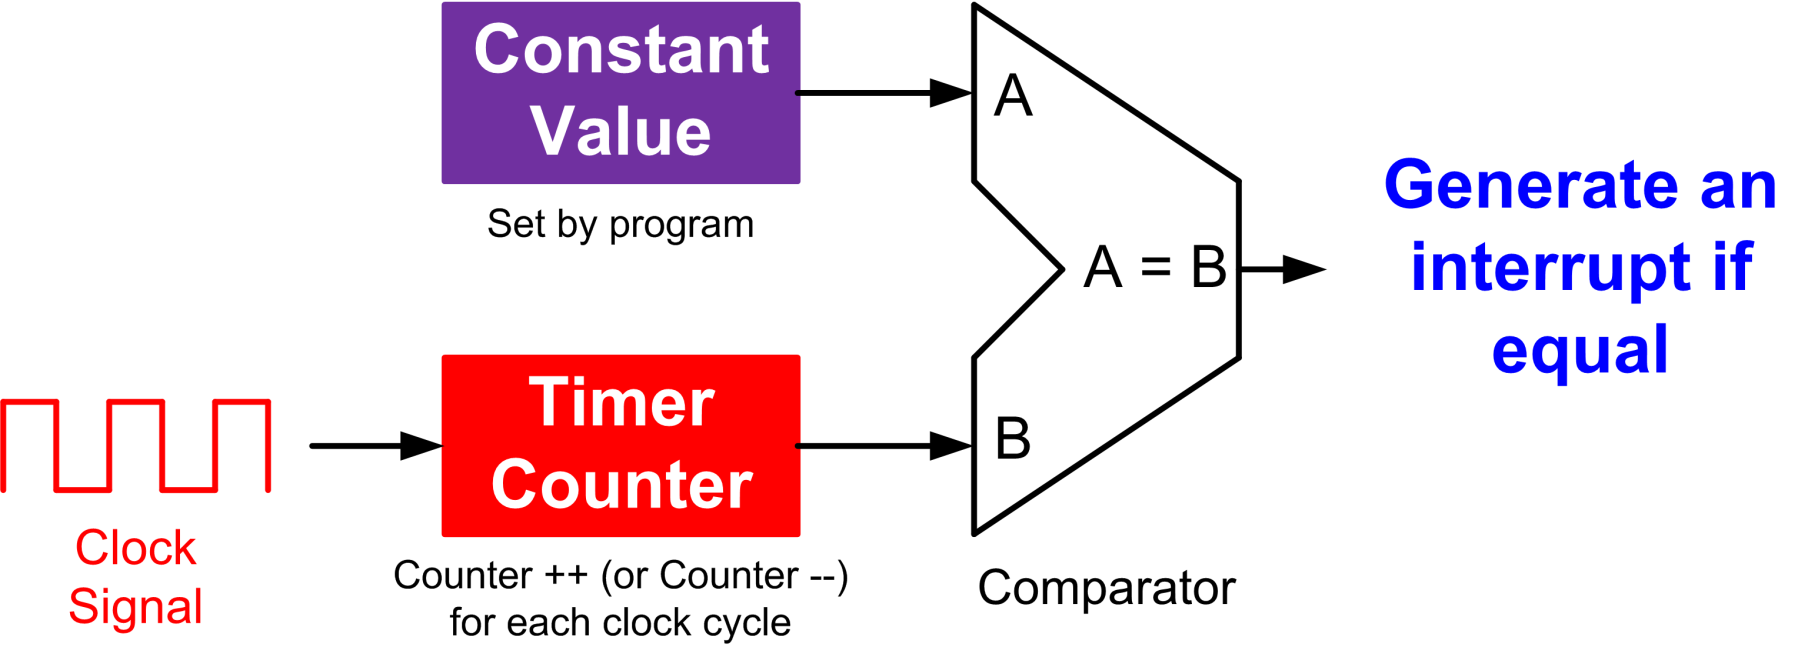 Constant
Value
Set by program
A
A = B
B
Generate an
interrupt if
equal
Timer
Counter
Clock
Signal
Counter ++ (or Counter --)
for each clock cycle
Comparator